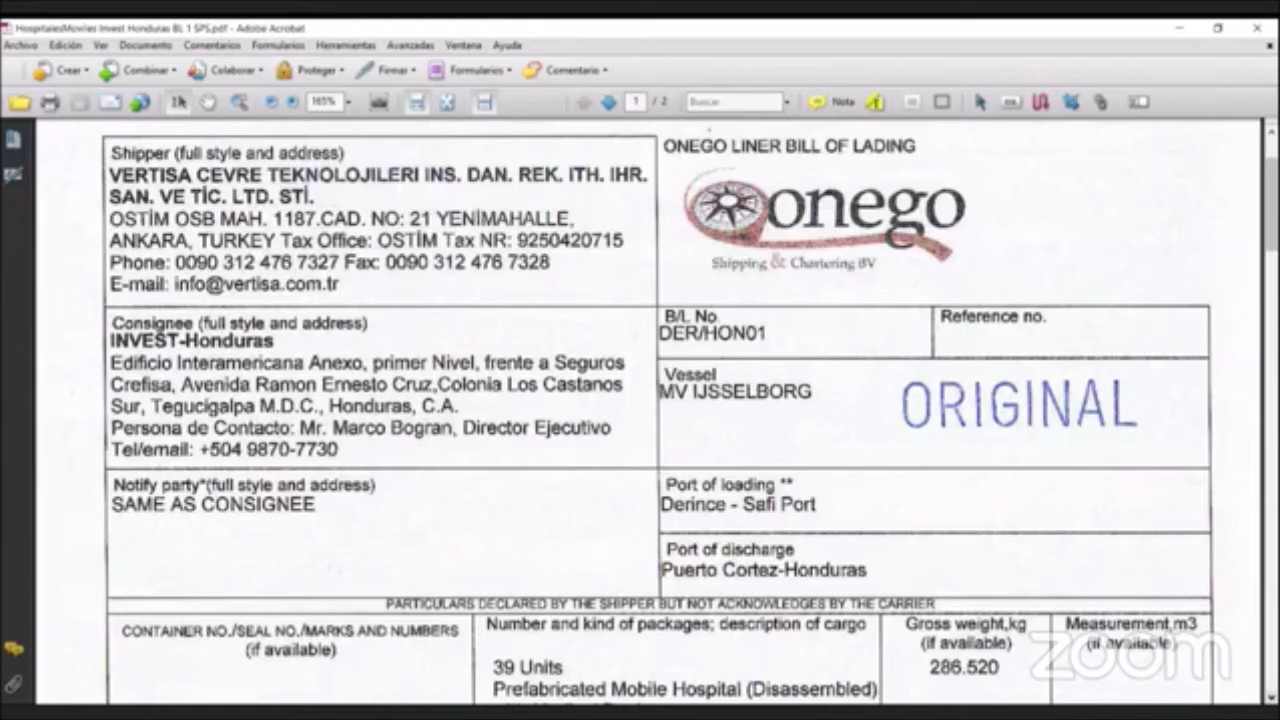 HospitalesMoviles Invest Honduras BL 1 SPS.pdf - Adobe Acrobat
Archivo Edición Ver Documento Comentarios Formularios Herramientas Avanzadas Ventana Ayuda
Crear Combinar Colaborar Proteger Firmar Formularios Comentario
165% 1 / 2 Buscar Nota
Shipper (full style and address)
VERTISA CEVRE TEKNOLOJILERI INS. DAN. REK. ITH. IHR.
SAN. VE TİC. LTD. STİ.
OSTİM OSB MAH. 1187.CAD. NO: 21 YENİMAHALLE,
ANKARA, TURKEY Tax Office: OSTİM Tax NR: 9250420715
Phone: 0090 312 476 7327 Fax: 0090 312 476 7328
E-mail: info@vertisa.com.tr
ONEGO LINER BILL OF LADING
onego
Shipping & Chartering BV
Consignee (full style and address)
INVEST-Honduras
Edificio Interamericana Anexo, primer Nivel, frente a Seguros
Crefisa, Avenida Ramon Ernesto Cruz,Colonia Los Castanos
Sur, Tegucigalpa M.D.C., Honduras, C.A.
Persona de Contacto: Mr. Marco Bogran, Director Ejecutivo
Tel/email: +504 9870-7730
B/L No.
DER/HON01
Reference no.
Vessel
MV IJSSELBORG
ORIGINAL
Notify party*(full style and address)
SAME AS CONSIGNEE
Port of loading **
Derince - Safi Port
Port of discharge
Puerto Cortez-Honduras
PARTICULARS DECLARED BY THE SHIPPER BUT NOT ACKNOWLEDGES BY THE CARRIER
CONTAINER NO./SEAL NO./MARKS AND NUMBERS
(if available)
Number and kind of packages; description of cargo
39 Units
Prefabricated Mobile Hospital (Disassembled)
Gross weight,kg
(if available)
286.520
Measurement,m3
(if available)
zoom